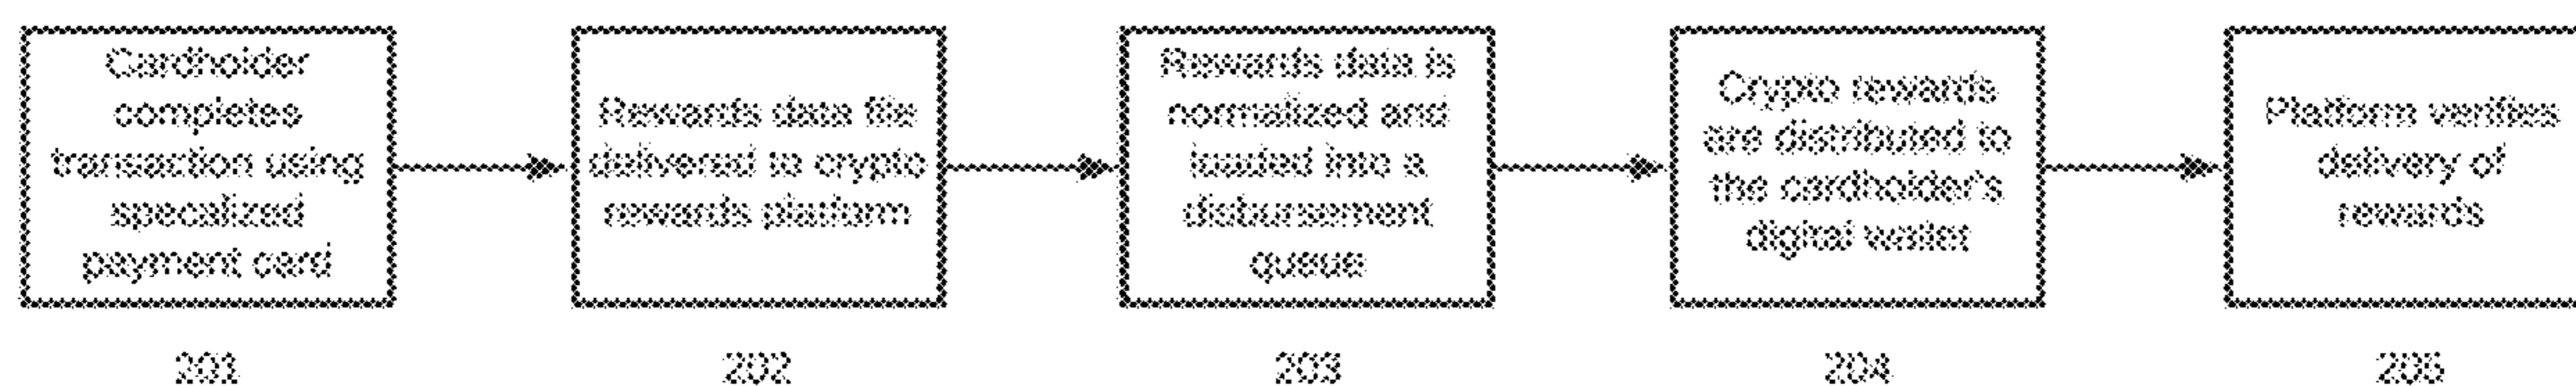 Cardholder
completes
transaction using
specalized
payment card
201
Rewards data file
delivered to crypto
rewards platform
202
Rewards data is
normalized and
loaded into a
disbursement
queue
203
Crypto rewards
are distributed to
the cardholder's
digital wallet
204
Platform verifies
delivery of
rewards
205